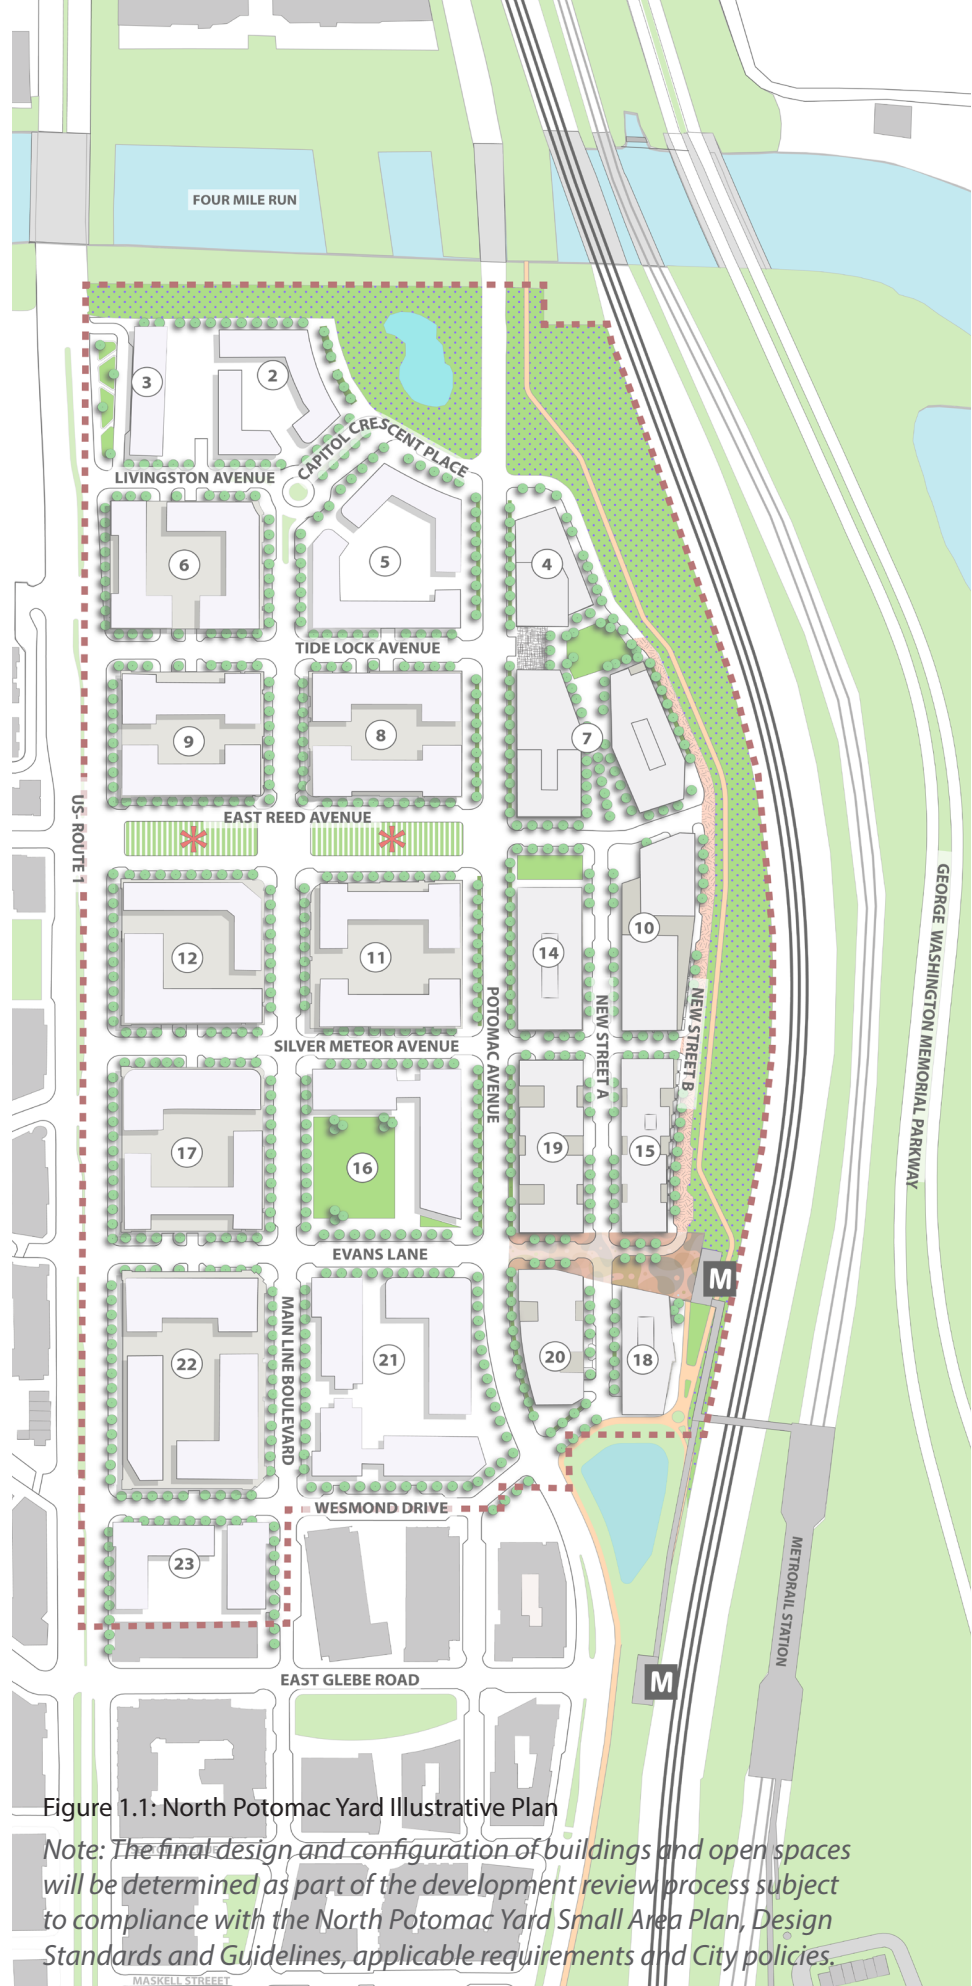 FOUR MILE RUN
3
2
CAPITOL CRESCENT PLACE
LIVINGSTON AVENUE
6
5
4
TIDE LOCK AVENUE
9
8
7
US- ROUTE 1
EAST REED AVENUE
*
*
GEORGE WASHINGTON MEMORIAL PARKWAY
12
11
14
10
POTOMAC AVENUE
NEW STREET A
NEW STREET B
SILVER METEOR AVENUE
17
16
19
15
EVANS LANE
M
MAIN LINE BOULEVARD
22
21
20
18
WESMOND DRIVE
23
METRORAIL STATION
EAST GLEBE ROAD
M
Figure 1.1: North Potomac Yard Illustrative Plan
Note: The final design and configuration of buildings and open spaces
will be determined as part of the development review process subject
to compliance with the North Potomac Yard Small Area Plan, Design
Standards and Guidelines, applicable requirements and City policies.
MASKELL STREEET